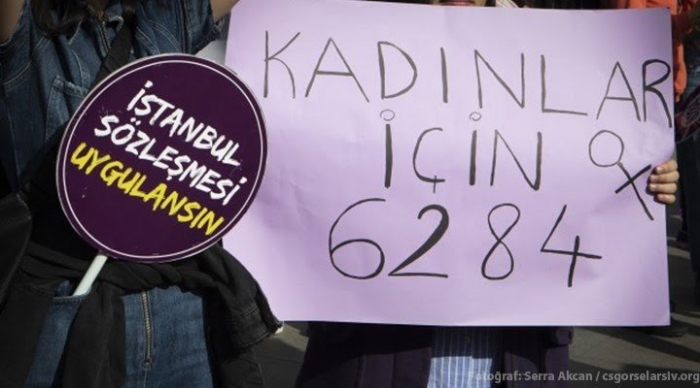 İSTANBUL
SÖZLEŞMESİ
UYGULANSIN
KADINLAR
İÇİN
6284
Fotoğraf: Serra Akcan / csgorselarsiv.org